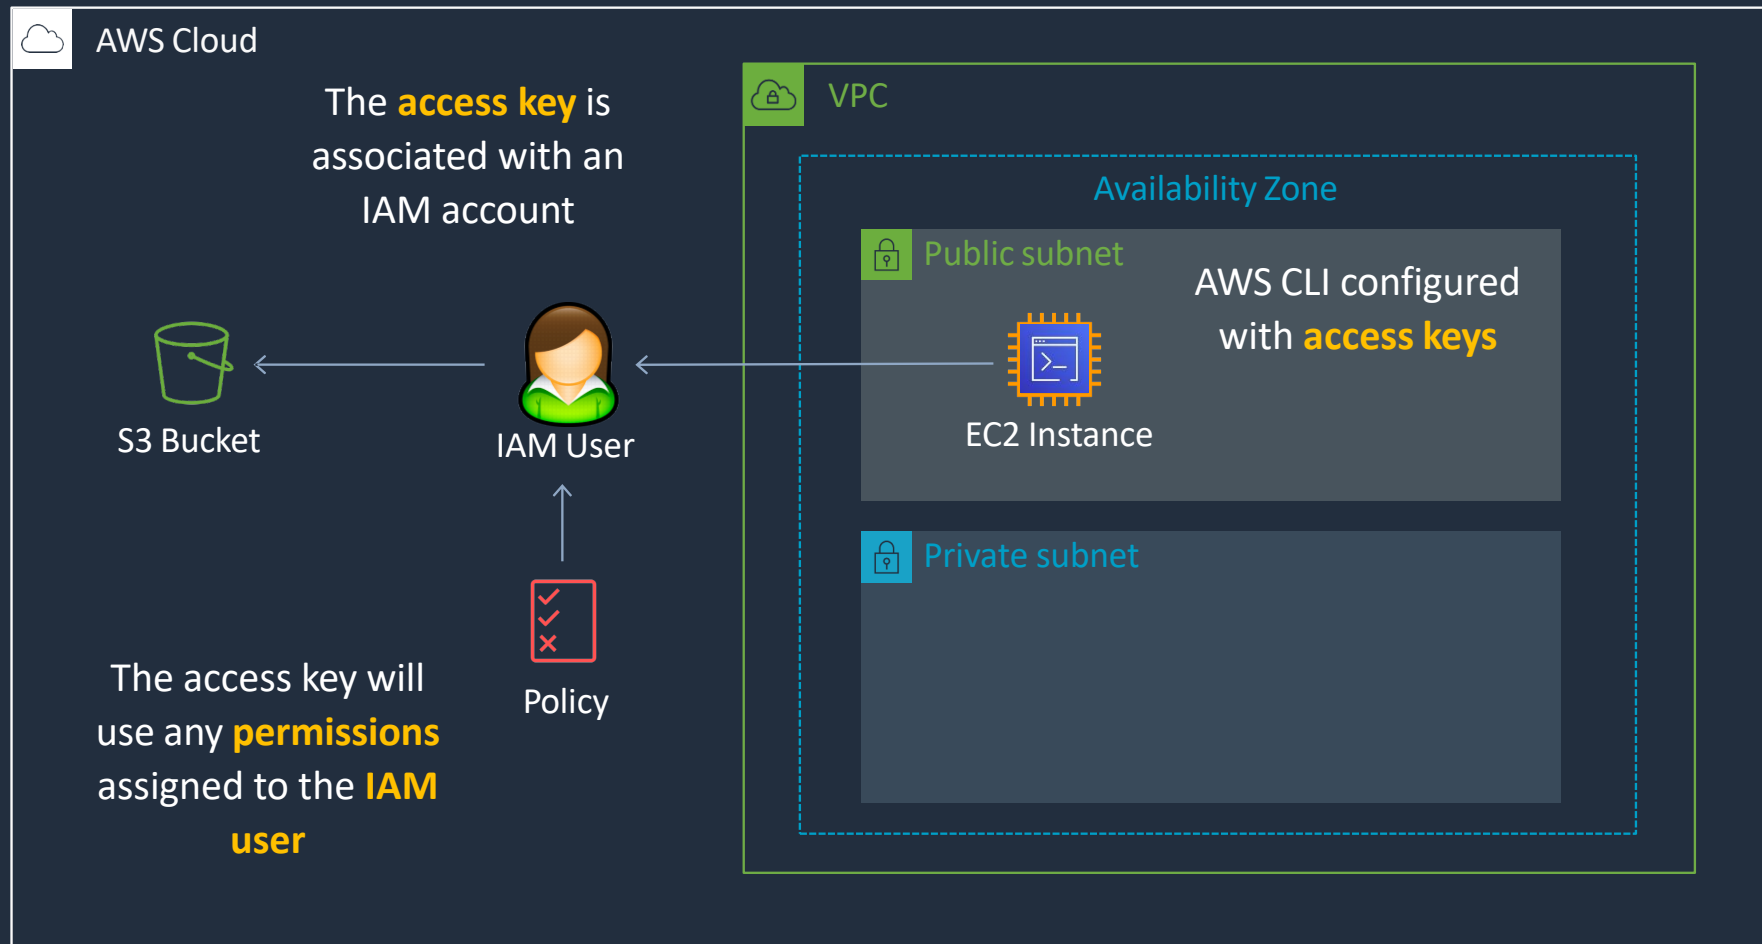 AWS Cloud
The access key is
associated with an
IAM account
VPC
Availability Zone
Public subnet
AWS CLI configured
with access keys
S3 Bucket
IAM User
EC2 Instance
Private subnet
Policy
The access key will
use any permissions
assigned to the IAM
user